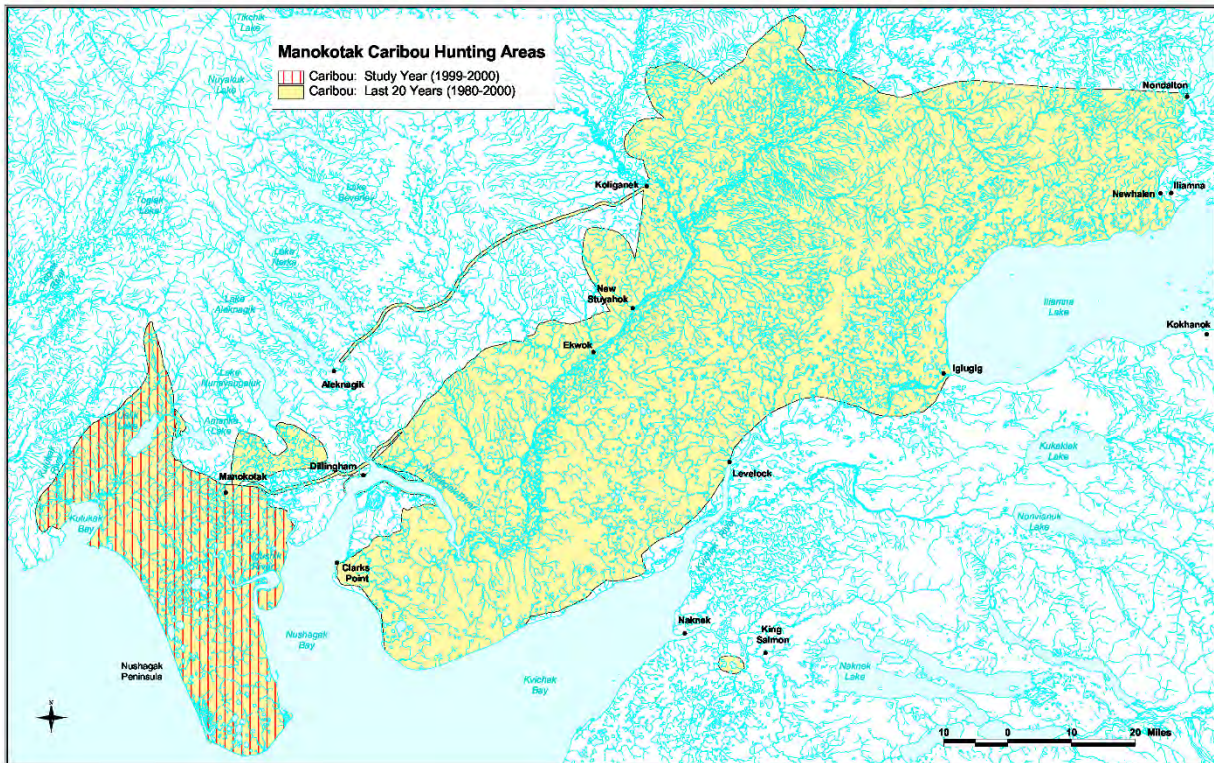 Manokotak Caribou Hunting Areas
Caribou: Study Year (1999-2000)
Caribou: Last 20 Years (1980-2000)
Tikchik
Lake
Nuyakuk
Lake
Nondalton
Koliganek
Lake
Beverley
Togiak
Lake
Newhalen
Iliamna
Lake
Nerka
Lake
Aleknagik
New
Stuyahok
Iliamna
Lake
Kokhanok
Ekwok
Aleknagik
Lake
Nunavaugaluk
Igiugig
Amanka
Lake
Kukaklek
Lake
Manokotak
Dillingham
Levelock
Kulukak
Bay
Nonvianuk
Lake
Clarks
Point
Nushagak
Bay
Naknek
King
Salmon
Nushagak
Peninsula
Kvichak
Bay
Naknek
Lake
N
10 0 10 20 Miles